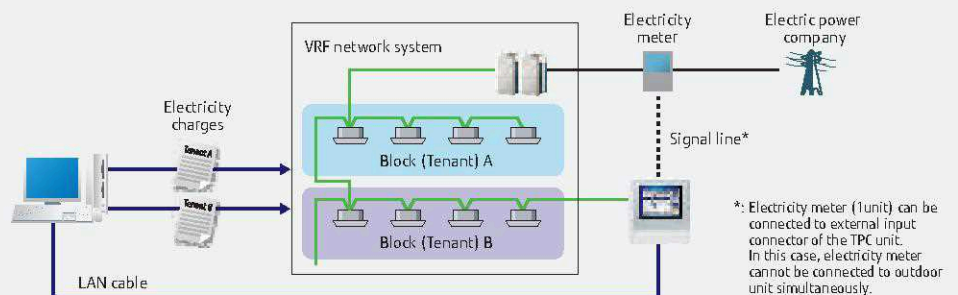 Electricity
meter
Electric power
company
VRF network system
Electricity
charges
Tenant A
Block (Tenant) A
Signal line*
Tenant B
Block (Tenant) B
*: Electricity meter (1unit) can be
connected to external input
connector of the TPC unit.
In this case, electricity meter
cannot be connected to outdoor
unit simultaneously.
LAN cable